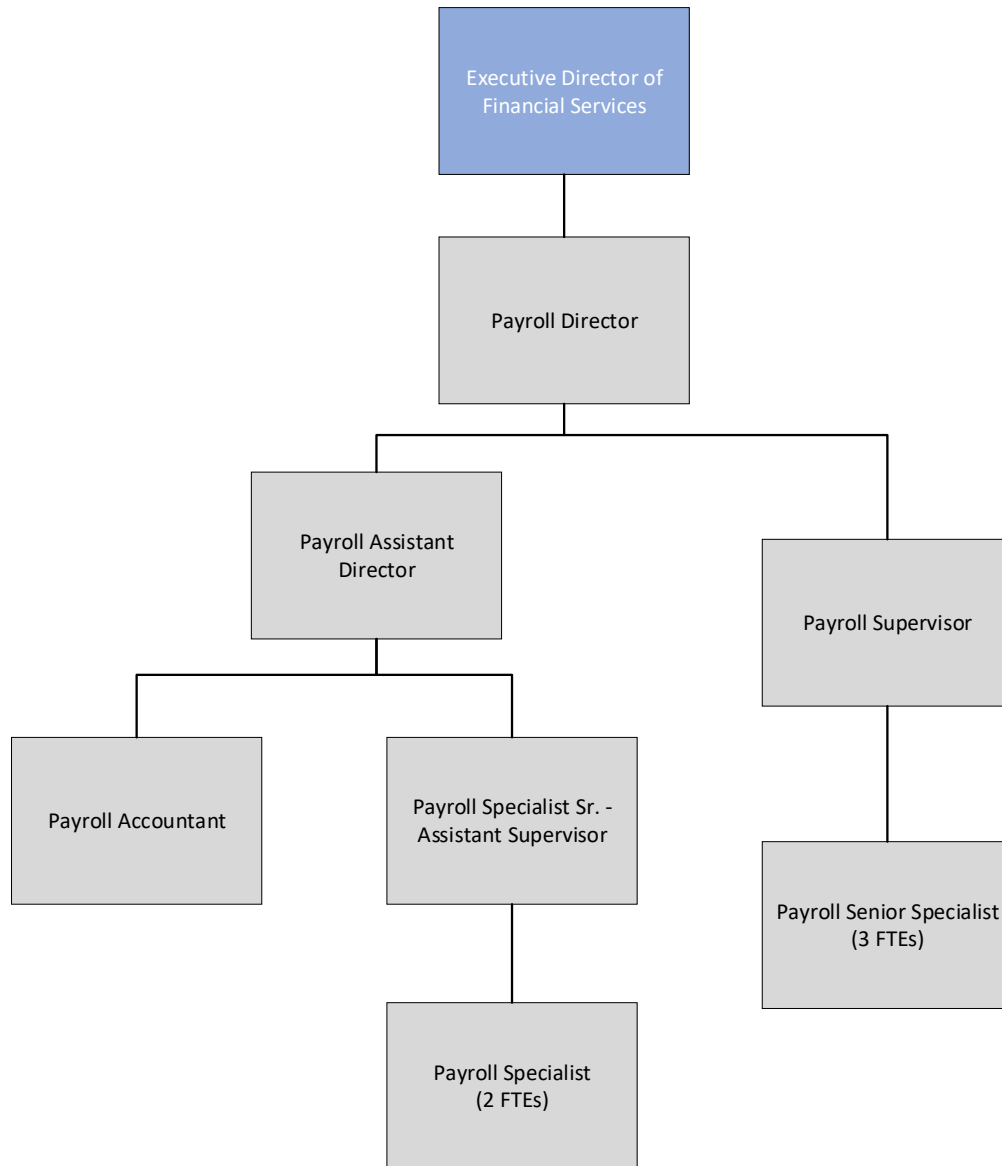 Executive Director of
Financial Services
Payroll Director
Payroll Assistant
Director
Payroll Supervisor
Payroll Accountant
Payroll Specialist Sr. -
Assistant Supervisor
Payroll Senior Specialist
(3 FTEs)
Payroll Specialist
(2 FTEs)